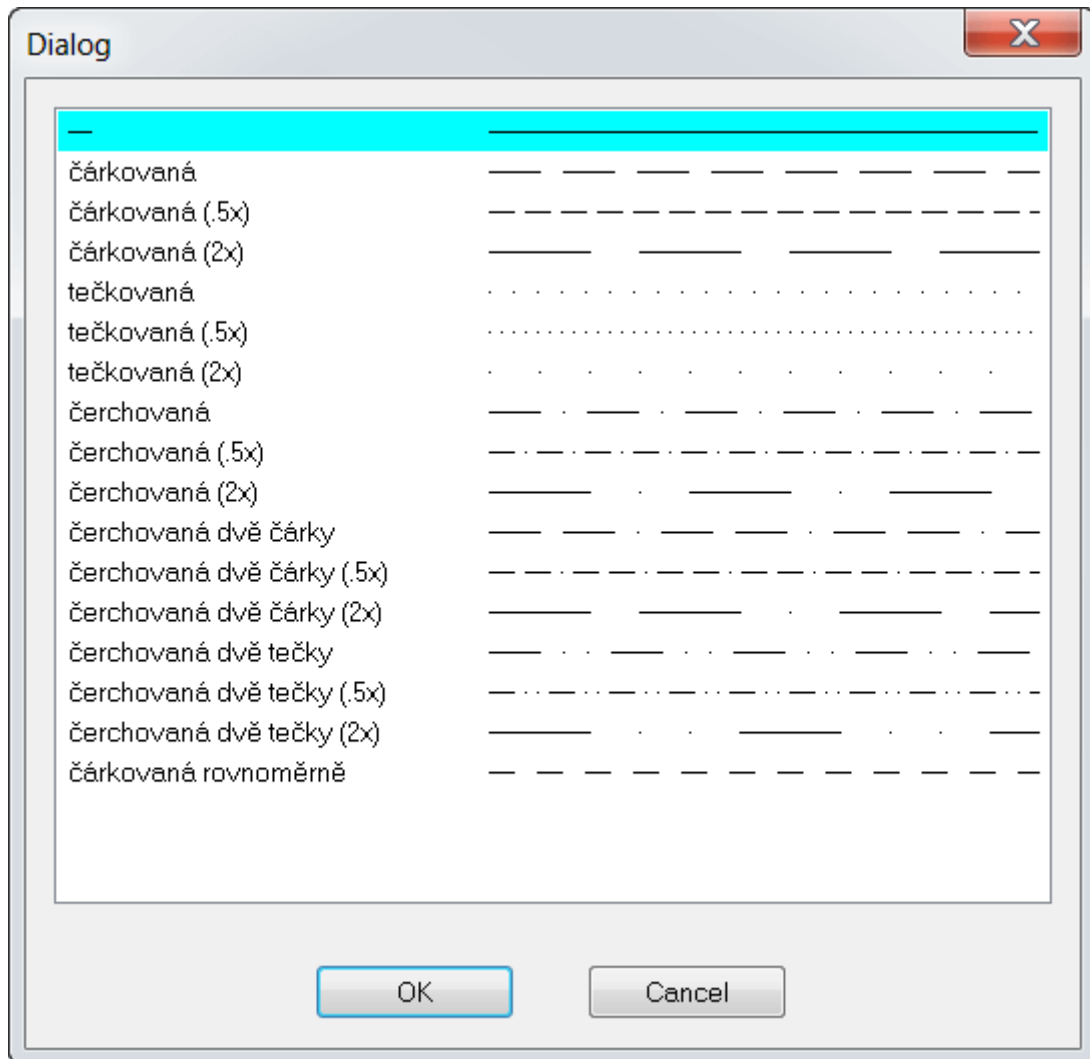 Dialog
—
čárkovaná
čárkovaná (.5x)
čárkovaná (2x)
tečkovaná
tečkovaná (.5x)
tečkovaná (2x)
čerchovaná
čerchovaná (.5x)
čerchovaná (2x)
čerchovaná dvě čárky
čerchovaná dvě čárky (.5x)
čerchovaná dvě čárky (2x)
čerchovaná dvě tečky
čerchovaná dvě tečky (.5x)
čerchovaná dvě tečky (2x)
čárkovaná rovnoměrně
OK Cancel